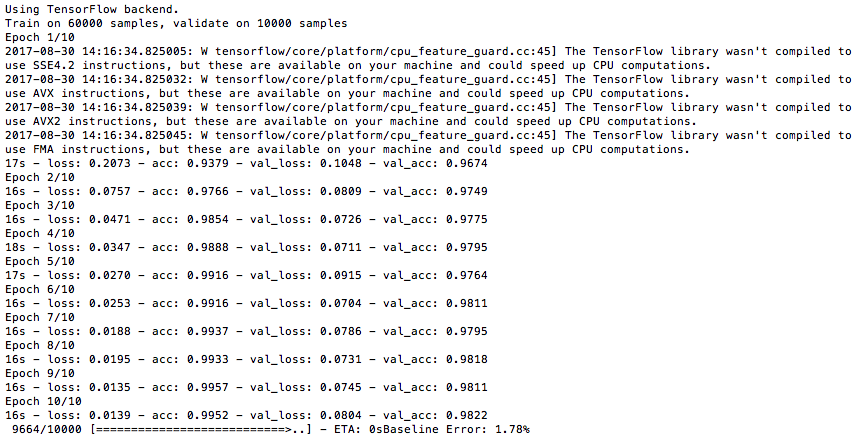 Using TensorFlow backend.
Train on 60000 samples, validate on 10000 samples
Epoch 1/10
2017-08-30 14:16:34.825005: W tensorflow/core/platform/cpu_feature_guard.cc:45] The TensorFlow library wasn't compiled to
use SSE4.2 instructions, but these are available on your machine and could speed up CPU computations.
2017-08-30 14:16:34.825032: W tensorflow/core/platform/cpu_feature_guard.cc:45] The TensorFlow library wasn't compiled to
use AVX instructions, but these are available on your machine and could speed up CPU computations.
2017-08-30 14:16:34.825039: W tensorflow/core/platform/cpu_feature_guard.cc:45] The TensorFlow library wasn't compiled to
use AVX2 instructions, but these are available on your machine and could speed up CPU computations.
2017-08-30 14:16:34.825045: W tensorflow/core/platform/cpu_feature_guard.cc:45] The TensorFlow library wasn't compiled to
use FMA instructions, but these are available on your machine and could speed up CPU computations.
17s - loss: 0.2073 - acc: 0.9379 - val_loss: 0.1048 - val_acc: 0.9674
Epoch 2/10
16s - loss: 0.0757 - acc: 0.9766 - val_loss: 0.0809 - val_acc: 0.9749
Epoch 3/10
16s - loss: 0.0471 - acc: 0.9854 - val_loss: 0.0726 - val_acc: 0.9775
Epoch 4/10
18s - loss: 0.0347 - acc: 0.9888 - val_loss: 0.0711 - val_acc: 0.9795
Epoch 5/10
17s - loss: 0.0270 - acc: 0.9916 - val_loss: 0.0915 - val_acc: 0.9764
Epoch 6/10
16s - loss: 0.0253 - acc: 0.9916 - val_loss: 0.0704 - val_acc: 0.9811
Epoch 7/10
16s - loss: 0.0188 - acc: 0.9937 - val_loss: 0.0786 - val_acc: 0.9795
Epoch 8/10
16s - loss: 0.0195 - acc: 0.9933 - val_loss: 0.0731 - val_acc: 0.9818
Epoch 9/10
16s - loss: 0.0135 - acc: 0.9957 - val_loss: 0.0745 - val_acc: 0.9811
Epoch 10/10
16s - loss: 0.0139 - acc: 0.9952 - val_loss: 0.0804 - val_acc: 0.9822
 9664/10000 [===========================>..] - ETA: 0sBaseline Error: 1.78%